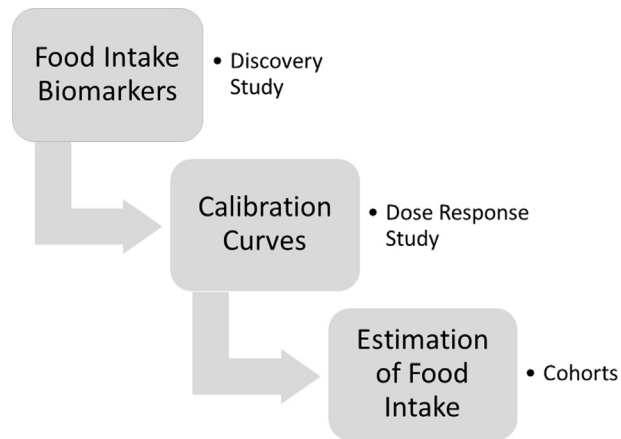 Food Intake
Biomarkers
• Discovery
Study
Calibration
Curves
• Dose Response
Study
Estimation
of Food
Intake
• Cohorts